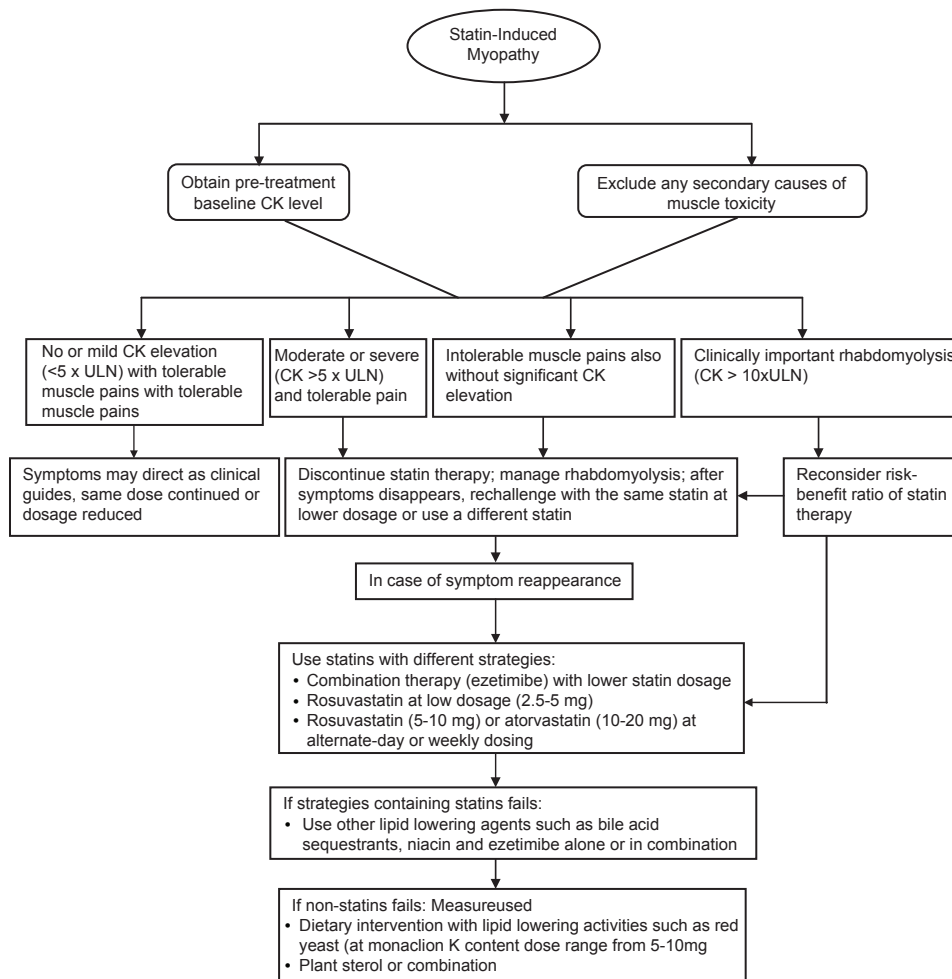 Statin-Induced
Myopathy
Obtain pre-treatment
baseline CK level
Exclude any secondary causes of
muscle toxicity
No or mild CK elevation
(<5 x ULN) with tolerable
muscle pains with tolerable
muscle pains
Moderate or severe
(CK >5 x ULN)
and tolerable pain
Intolerable muscle pains also
without significant CK
elevation
Clinically important rhabdomyolysis
(CK > 10xULN)
Symptoms may direct as clinical
guides, same dose continued or
dosage reduced
Discontinue statin therapy; manage rhabdomyolysis; after
symptoms disappears, rechallenge with the same statin at
lower dosage or use a different statin
Reconsider risk-
benefit ratio of statin
therapy
In case of symptom reappearance
Use statins with different strategies:
• Combination therapy (ezetimibe) with lower statin dosage
• Rosuvastatin at low dosage (2.5-5 mg)
• Rosuvastatin (5-10 mg) or atorvastatin (10-20 mg) at
alternate-day or weekly dosing
If strategies containing statins fails:
• Use other lipid lowering agents such as bile acid
sequestrants, niacin and ezetimibe alone or in combination
If non-statins fails: Measureused
• Dietary intervention with lipid lowering activities such as red
yeast (at monaclion K content dose range from 5-10mg
• Plant sterol or combination